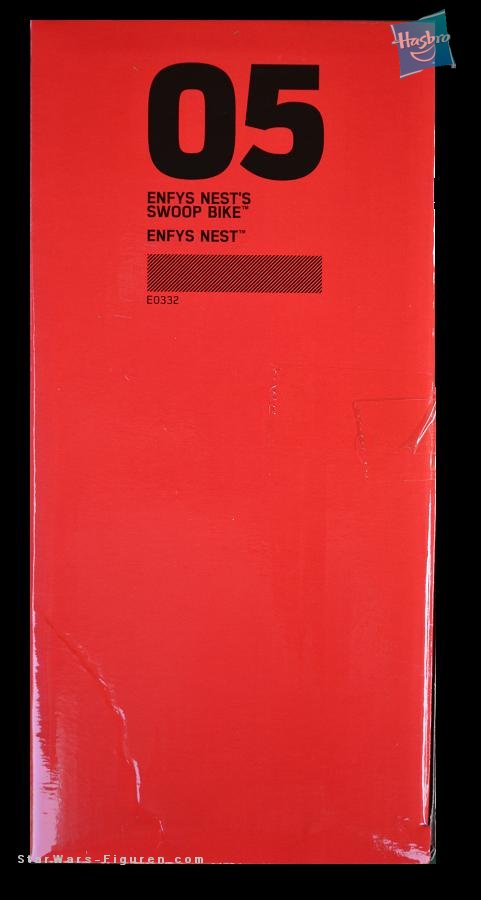 Hasbro
05
ENFYS NEST'S
SWOOP BIKE™
ENFYS NEST™
E0332
StarWars-Figuren.com